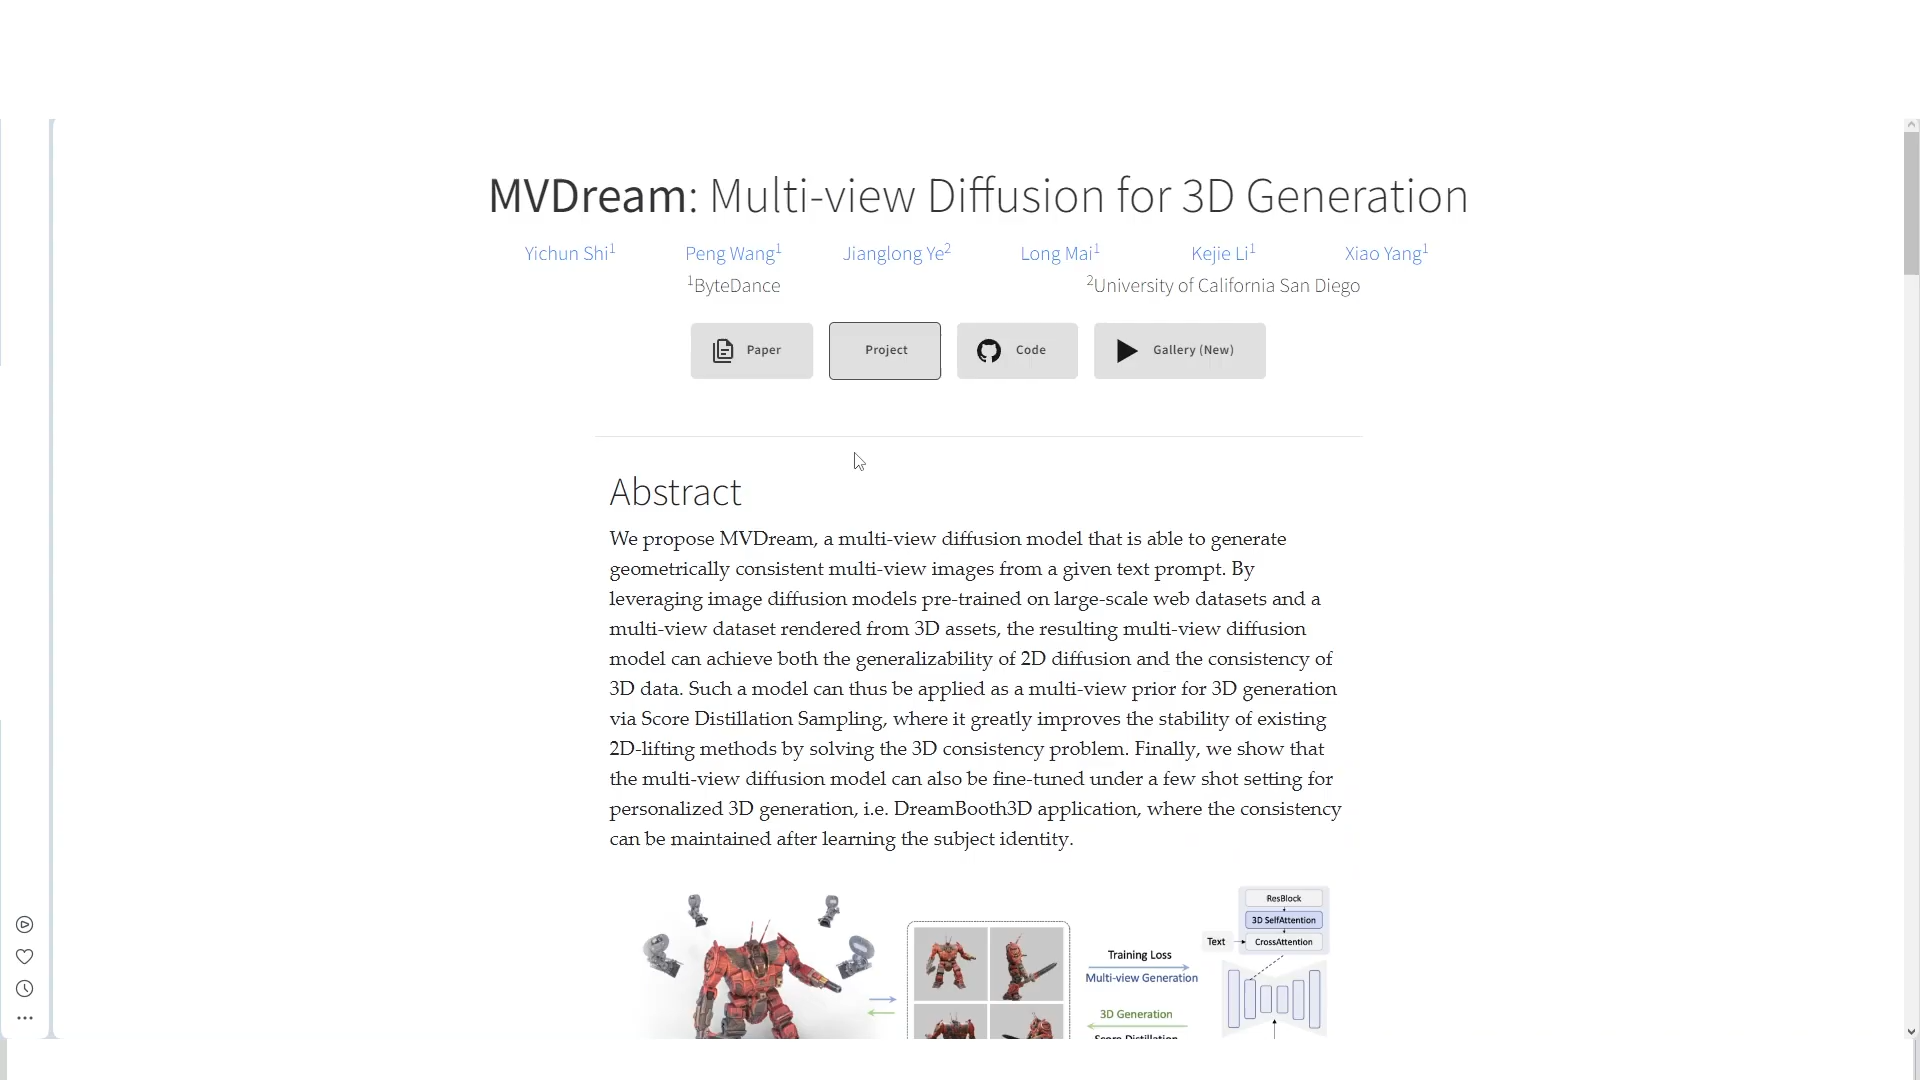 MVDream: Multi-view Diffusion for 3D Generation
Yichun Shi1 Peng Wang1 Jianglong Ye2 Long Mai1 Kejie Li1 Xiao Yang1
1ByteDance 2University of California San Diego
Paper Project Code Gallery (New)
Abstract
We propose MVDream, a multi-view diffusion model that is able to generate
geometrically consistent multi-view images from a given text prompt. By
leveraging image diffusion models pre-trained on large-scale web datasets and a
multi-view dataset rendered from 3D assets, the resulting multi-view diffusion
model can achieve both the generalizability of 2D diffusion and the consistency of
3D data. Such a model can thus be applied as a multi-view prior for 3D generation
via Score Distillation Sampling, where it greatly improves the stability of existing
2D-lifting methods by solving the 3D consistency problem. Finally, we show that
the multi-view diffusion model can also be fine-tuned under a few shot setting for
personalized 3D generation, i.e. DreamBooth3D application, where the consistency
can be maintained after learning the subject identity.
ResBlock
3D SelfAttention
Text
CrossAttention
Training Loss
Multi-view Generation
3D Generation
Score Distillation